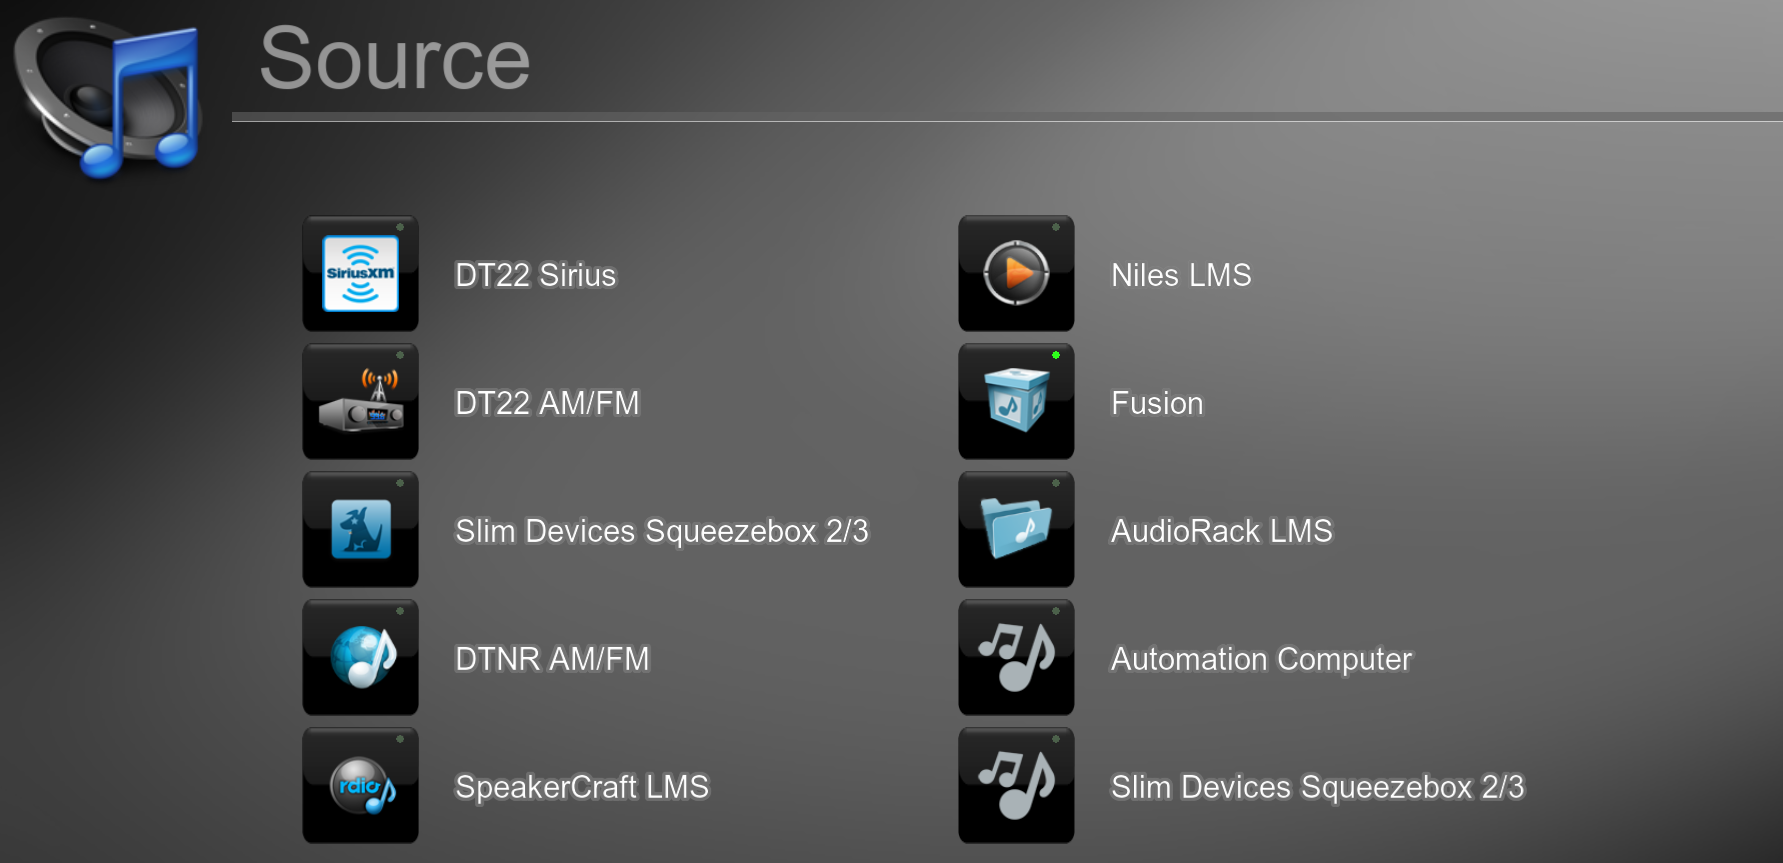 Source
SiriusXM
DT22 Sirius
Niles LMS
DT22 AM/FM
Fusion
Slim Devices Squeezebox 2/3
AudioRack LMS
DTNR AM/FM
Automation Computer
rdio
SpeakerCraft LMS
Slim Devices Squeezebox 2/3